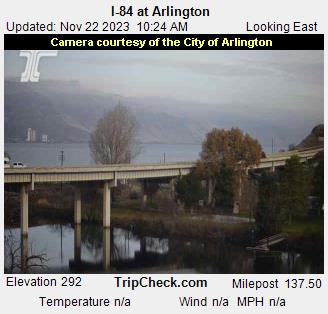 I-84 at Arlington
Updated: Nov 22 2023 10:24 AM Looking East
Camera courtesy of the City of Arlington
Elevation 292 TripCheck.com Milepost 137.50
Temperature n/a Wind n/a MPH n/a